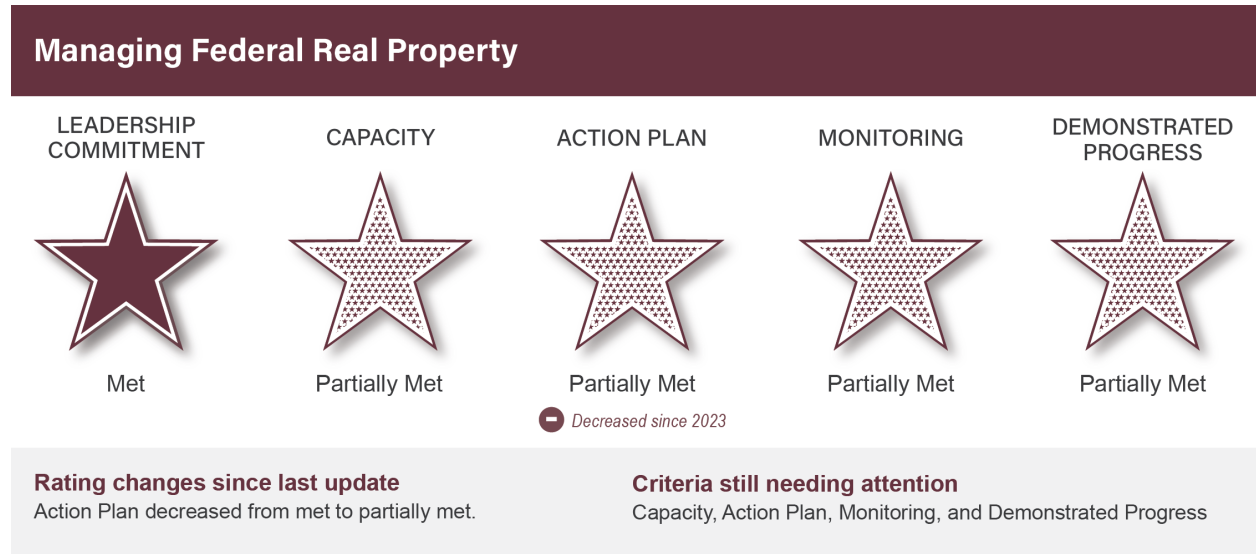 Managing Federal Real Property
LEADERSHIP
COMMITMENT
CAPACITY
ACTION PLAN
MONITORING
DEMONSTRATED
PROGRESS
Met
Partially Met
Partially Met
Partially Met
Partially Met
Decreased since 2023
Rating changes since last update
Action Plan decreased from met to partially met.
Criteria still needing attention
Capacity, Action Plan, Monitoring, and Demonstrated Progress